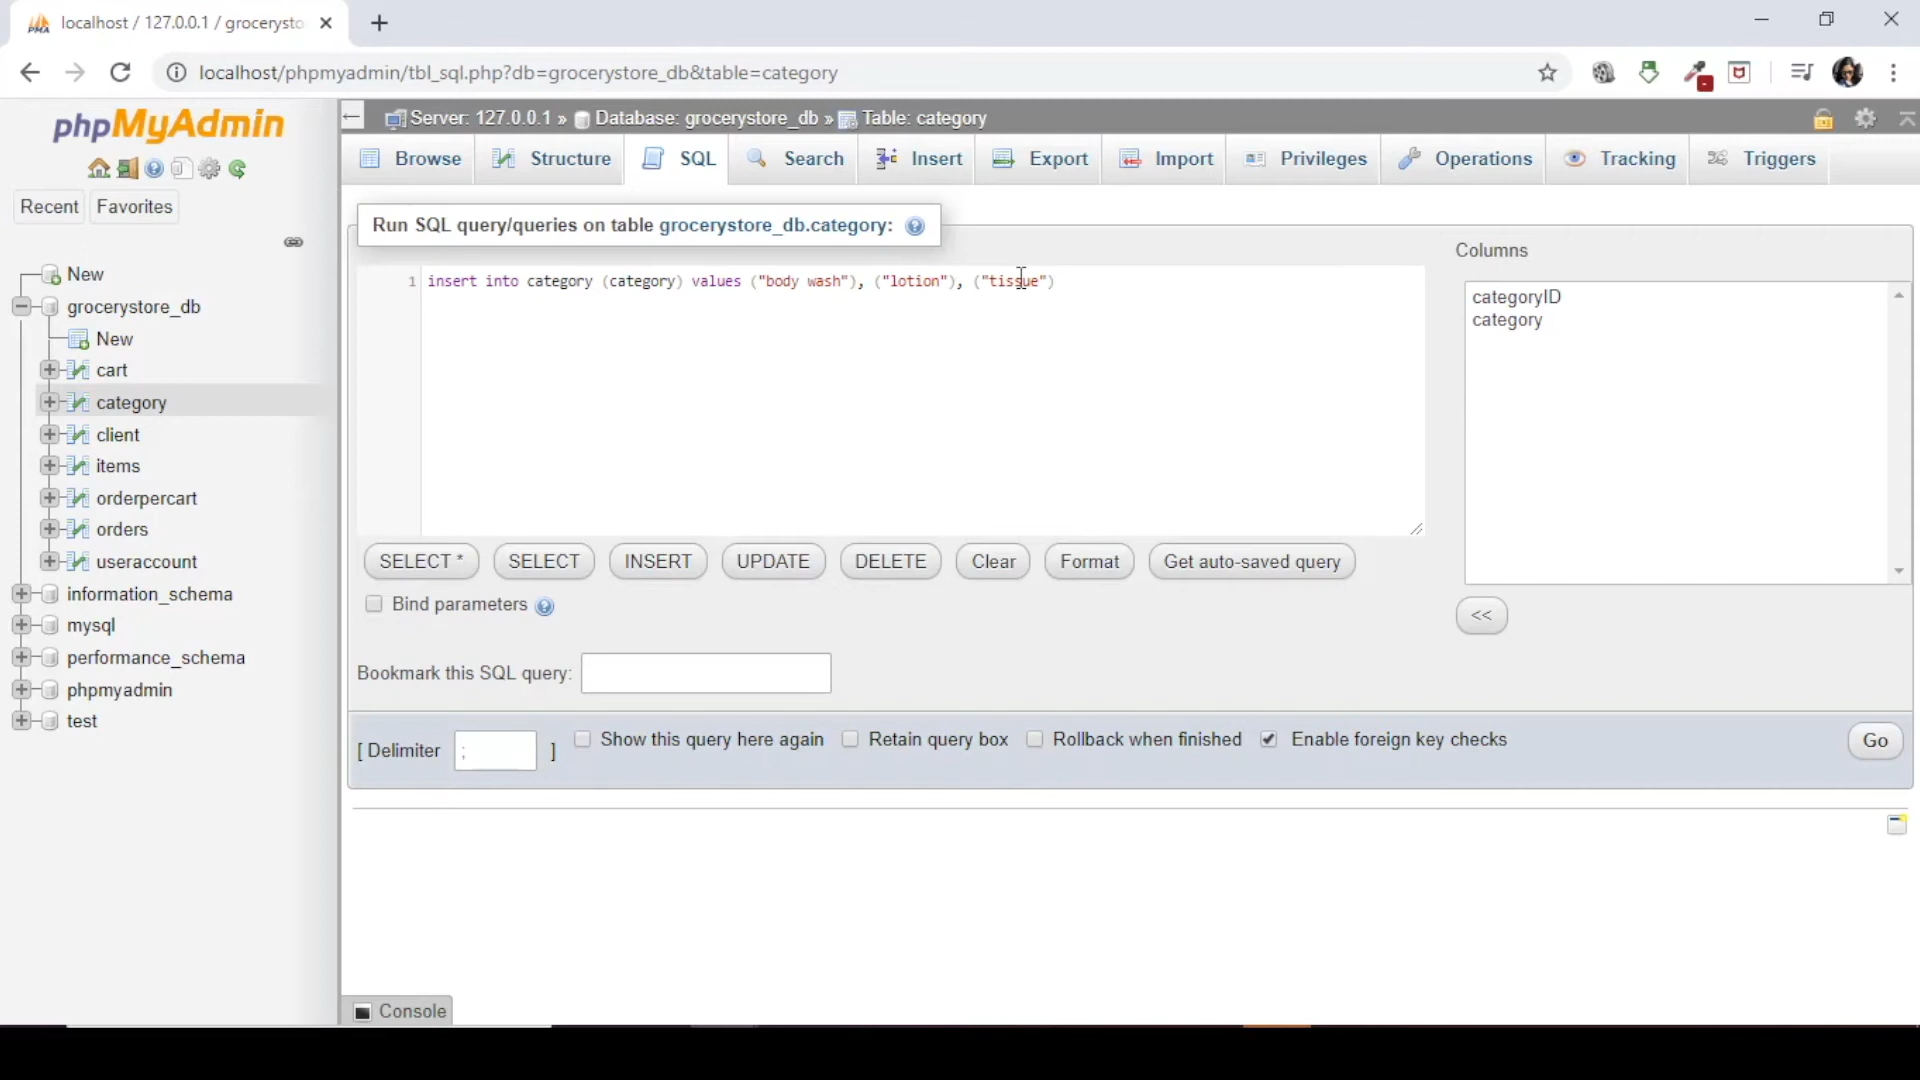 localhost / 127.0.0.1 / grocerysto
localhost/phpmyadmin/tbl_sql.php?db=grocerystore_db&table=category
phpMyAdmin
Recent
Favorites
New
grocerystore_db
New
cart
category
client
items
orderpercart
orders
useraccount
information_schema
mysql
performance_schema
phpmyadmin
test
Server: 127.0.0.1 » Database: grocerystore_db » Table: category
Browse Structure SQL Search Insert Export Import Privileges Operations Tracking Triggers
Run SQL query/queries on table grocerystore_db.category:
1 insert into category (category) values ("body wash"), ("lotion"), ("tissue")
Columns
categoryID
category
SELECT * SELECT INSERT UPDATE DELETE Clear Format Get auto-saved query
<<
Bind parameters
Bookmark this SQL query:
[ Delimiter ; ] Show this query here again Retain query box Rollback when finished Enable foreign key checks Go
Console